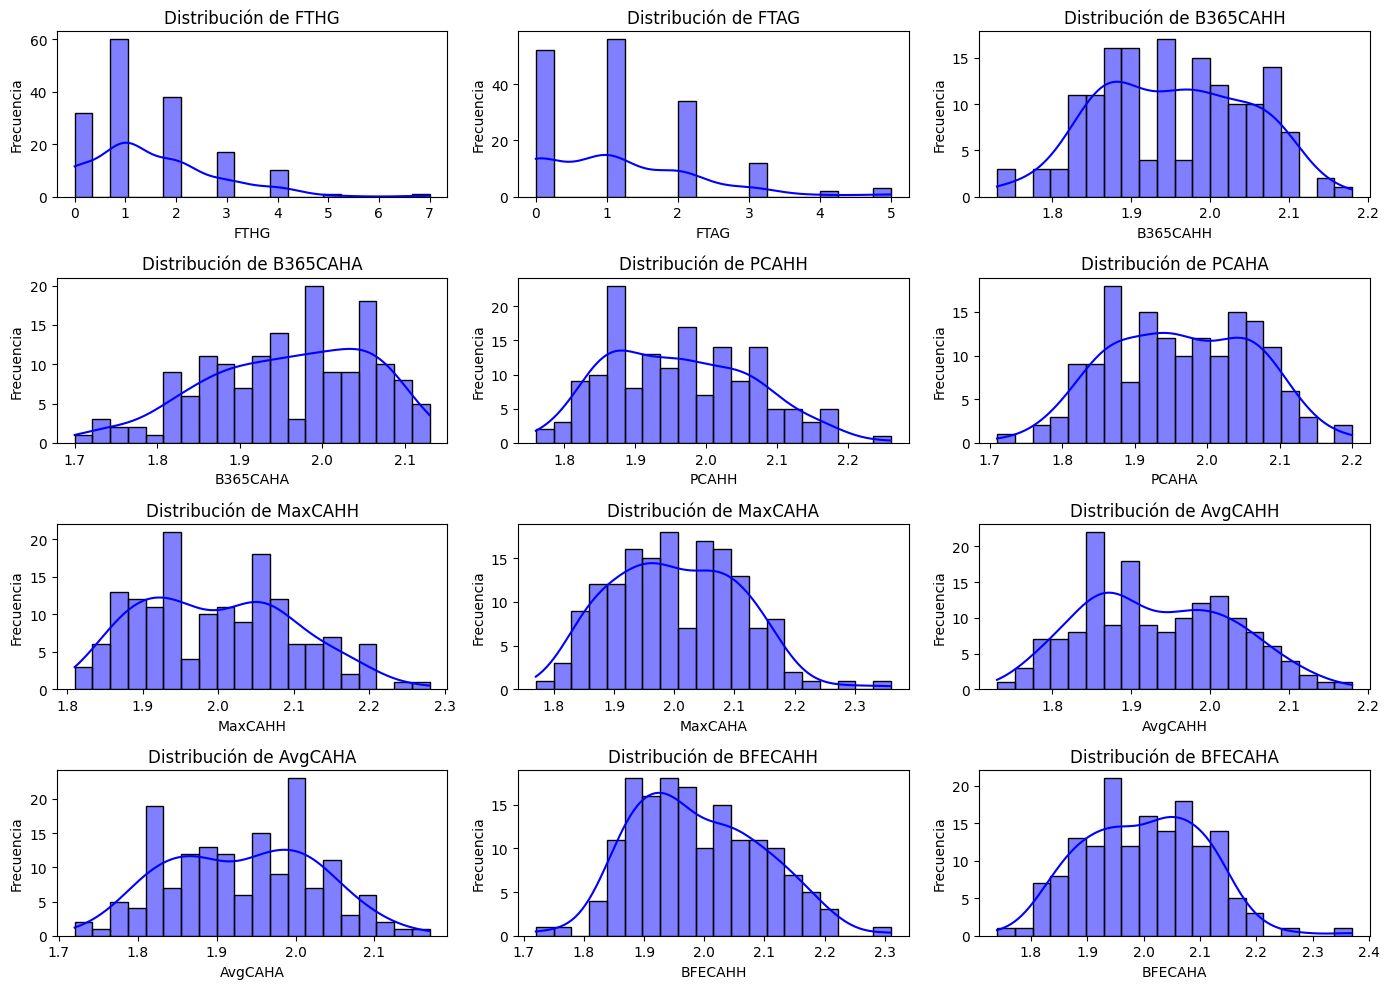 Distribución de FTHG
Frecuencia
60
40
20
0
0 1 2 3 4 5 6 7
FTHG
Distribución de FTAG
Frecuencia
40
20
0
0 1 2 3 4 5
FTAG
Distribución de B365CAHH
Frecuencia
15
10
5
0
1.8 1.9 2.0 2.1 2.2
B365CAHH
Distribución de B365CAHA
Frecuencia
20
15
10
5
0
1.7 1.8 1.9 2.0 2.1
B365CAHA
Distribución de PCAHH
Frecuencia
20
15
10
5
0
1.8 1.9 2.0 2.1 2.2
PCAHH
Distribución de PCAHA
Frecuencia
15
10
5
0
1.7 1.8 1.9 2.0 2.1 2.2
PCAHA
Distribución de MaxCAHH
Frecuencia
20
15
10
5
0
1.8 1.9 2.0 2.1 2.2 2.3
MaxCAHH
Distribución de MaxCAHA
Frecuencia
15
10
5
0
1.8 1.9 2.0 2.1 2.2 2.3
MaxCAHA
Distribución de AvgCAHH
Frecuencia
20
15
10
5
0
1.8 1.9 2.0 2.1 2.2
AvgCAHH
Distribución de AvgCAHA
Frecuencia
20
15
10
5
0
1.7 1.8 1.9 2.0 2.1
AvgCAHA
Distribución de BFECAHH
Frecuencia
15
10
5
0
1.7 1.8 1.9 2.0 2.1 2.2 2.3
BFECAHH
Distribución de BFECAHA
Frecuencia
20
15
10
5
0
1.8 1.9 2.0 2.1 2.2 2.3 2.4
BFECAHA